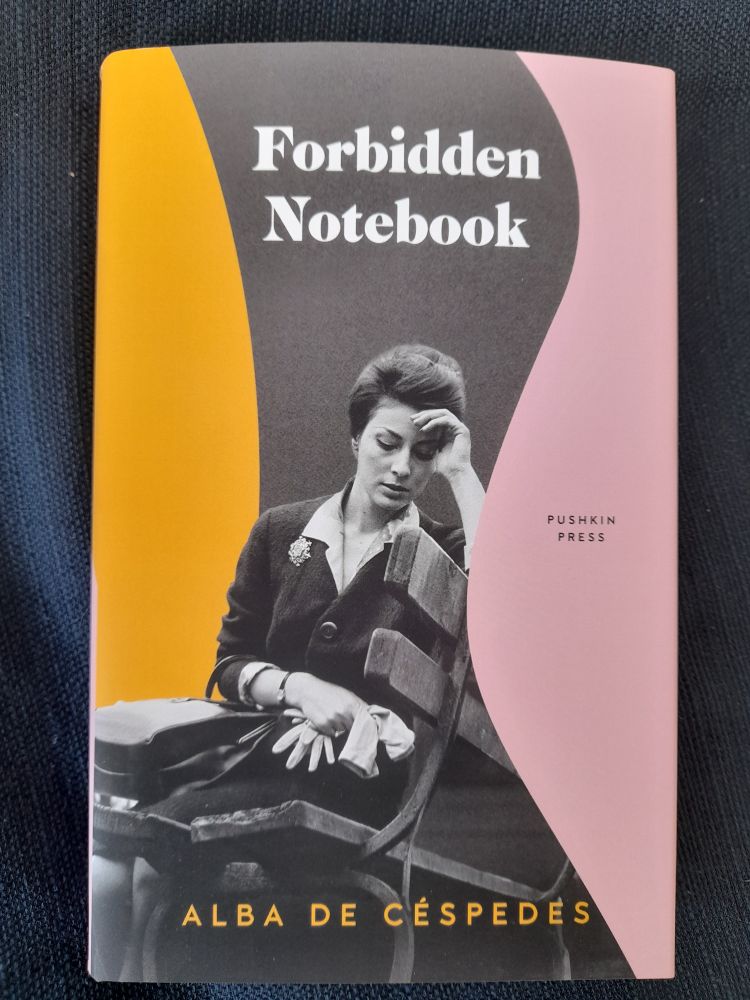 Forbidden
Notebook
PUSHKIN
PRESS
ALBA DE CÉSPEDES